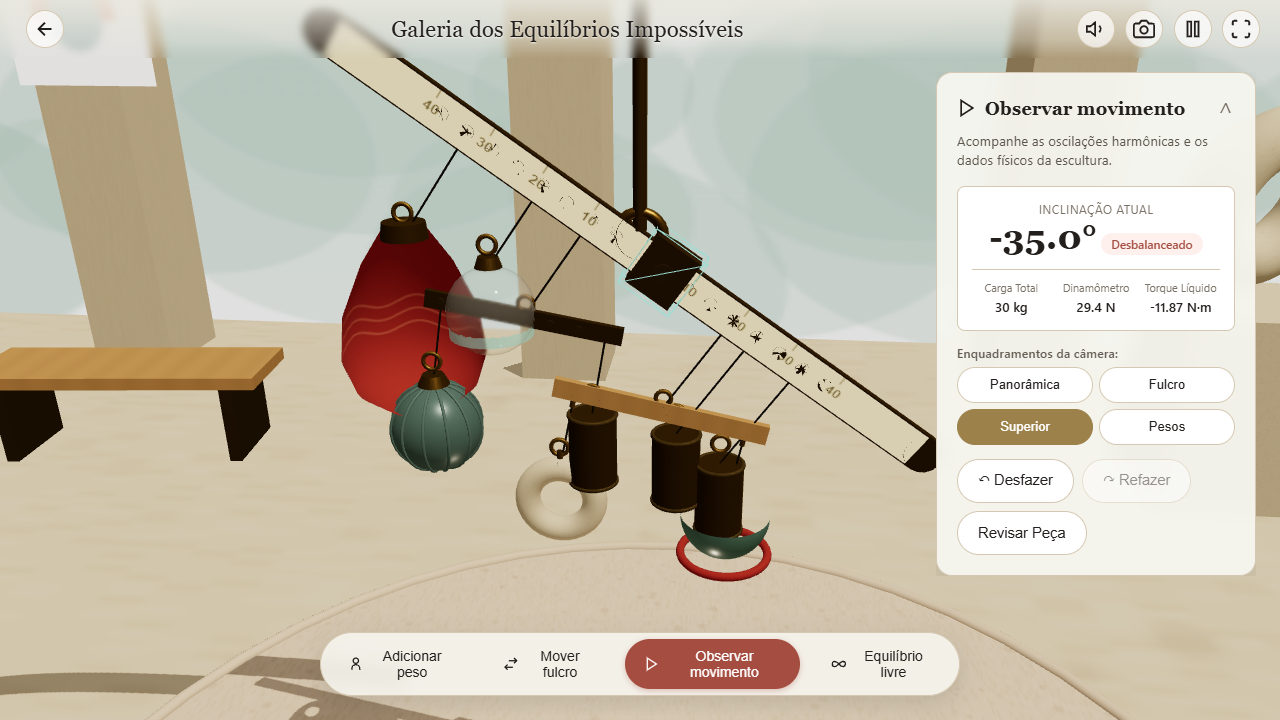 Galeria dos Equilíbrios Impossíveis
Observar movimento
Acompanhe as oscilações harmônicas e os
dados físicos da escultura.
INCLINAÇÃO ATUAL
-35.0°
Desbalanceado
Carga Total
Dinamômetro
Torque Líquido
30 kg
29.4 N
-11.87 N·m
Enquadramentos da câmera:
Panorâmica
Fulcro
Superior
Pesos
↶ Desfazer
↷ Refazer
Revisar Peça
40
30
20
10
10
40
Adicionar
peso
Mover
fulcro
Observar
movimento
Equilíbrio
livre